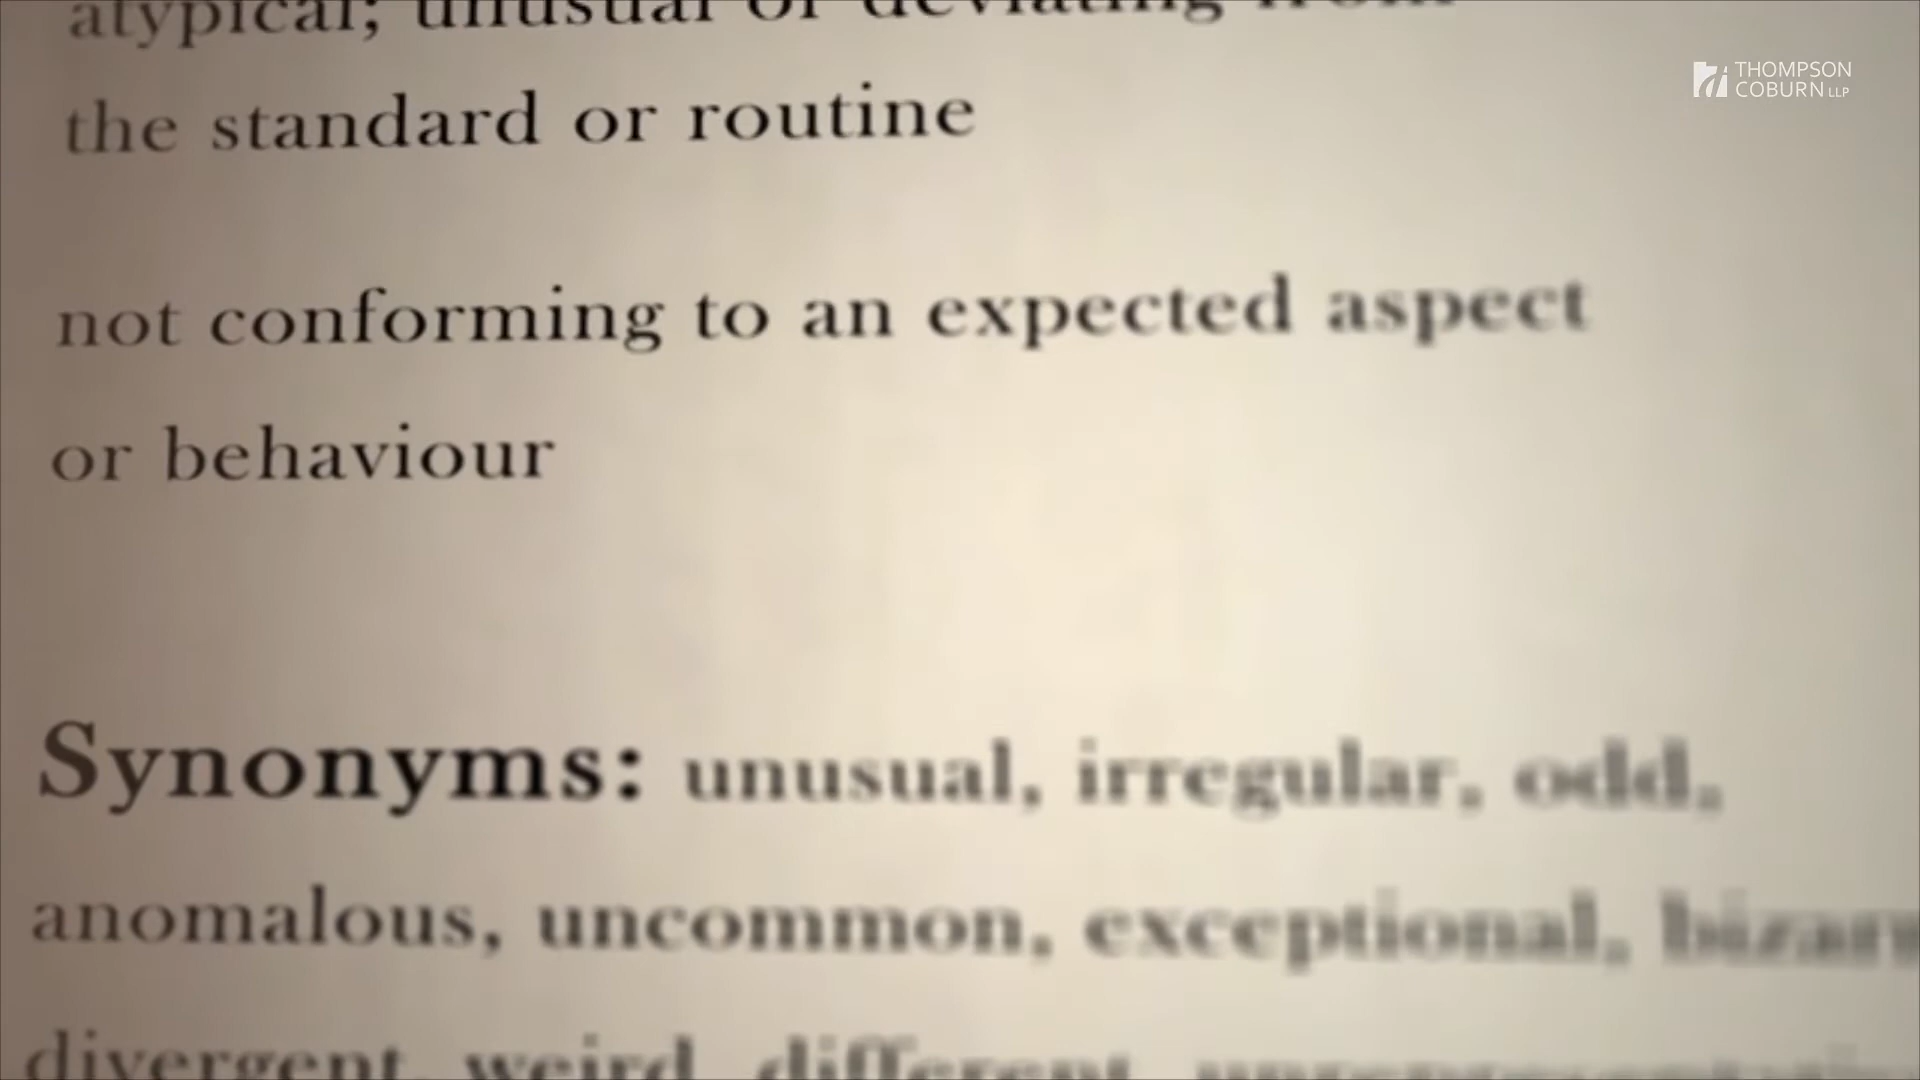 atypical; unusual or deviating from
the standard or routine
not conforming to an expected aspect
or behaviour
Synonyms: unusual, irregular, odd,
anomalous, uncommon, exceptional,
divergent, weird, different,
THOMPSON
COBURN LLP